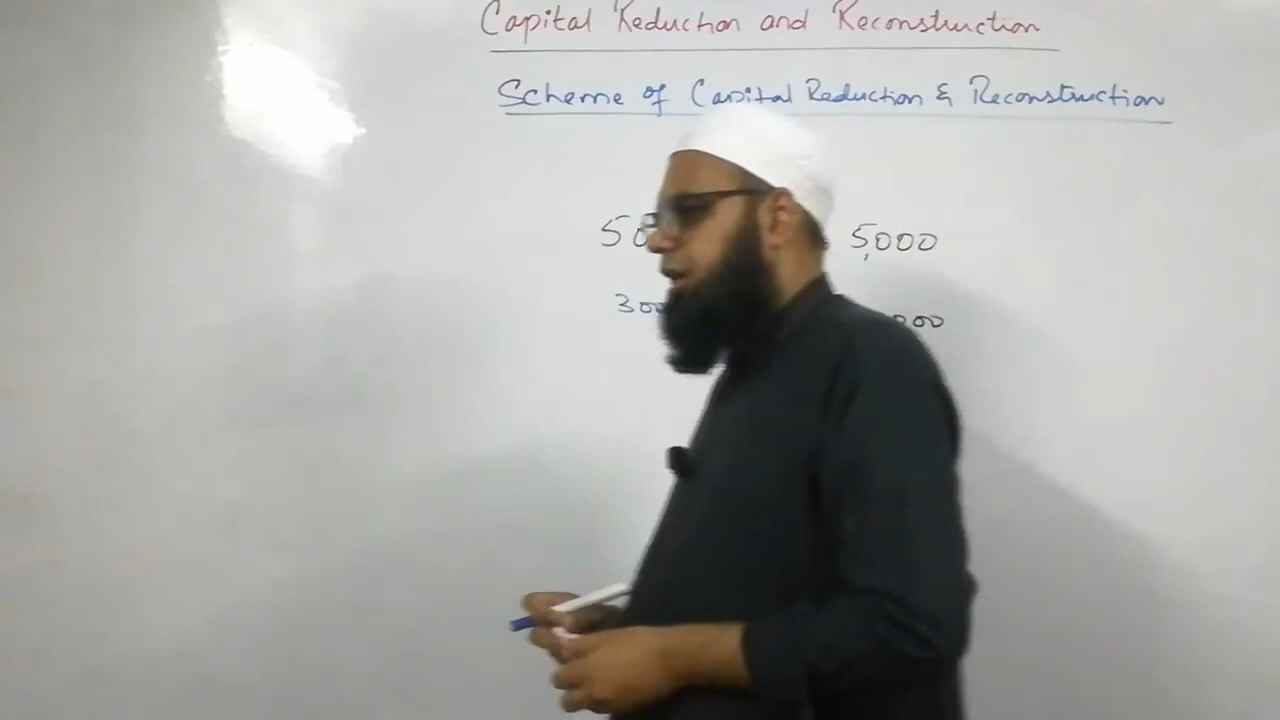 Capital Reduction and Reconstruction
Scheme of Capital Reduction & Reconstruction
5,000